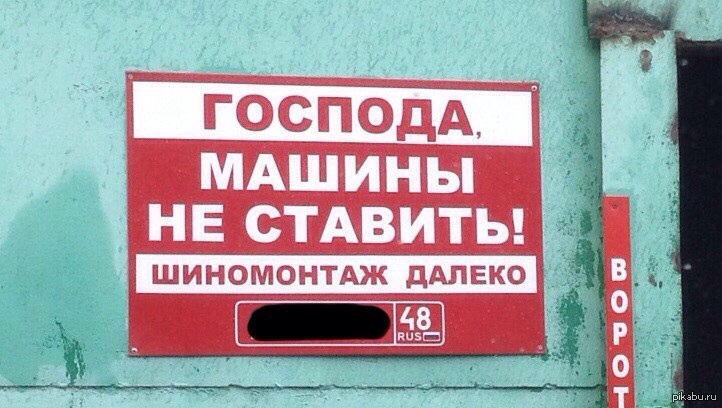 ГОСПОДА,
МАШИНЫ
НЕ СТАВИТЬ!
ШИНОМОНТАЖ ДАЛЕКО
48
RUS
ВОРОТ
pikabu.ru